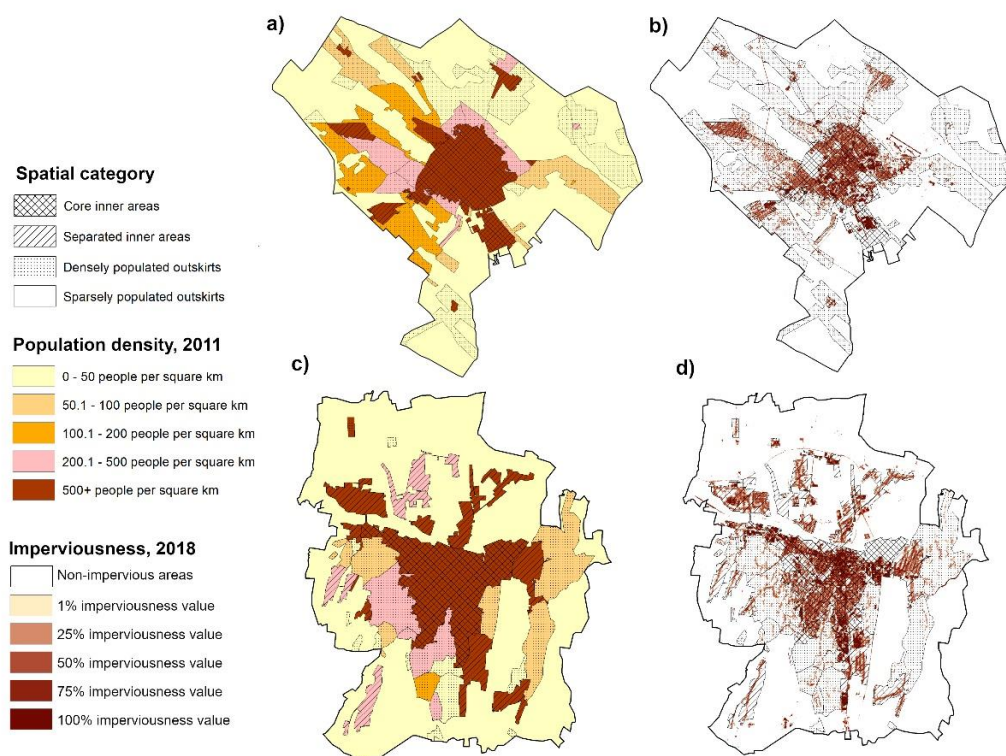 a)
b)
Spatial category
Core inner areas
Separated inner areas
Densely populated outskirts
Sparsely populated outskirts
Population density, 2011
0 - 50 people per square km
50.1 - 100 people per square km
100.1 - 200 people per square km
200.1 - 500 people per square km
500+ people per square km
c)
d)
Imperviousness, 2018
Non-impervious areas
1% imperviousness value
25% imperviousness value
50% imperviousness value
75% imperviousness value
100% imperviousness value